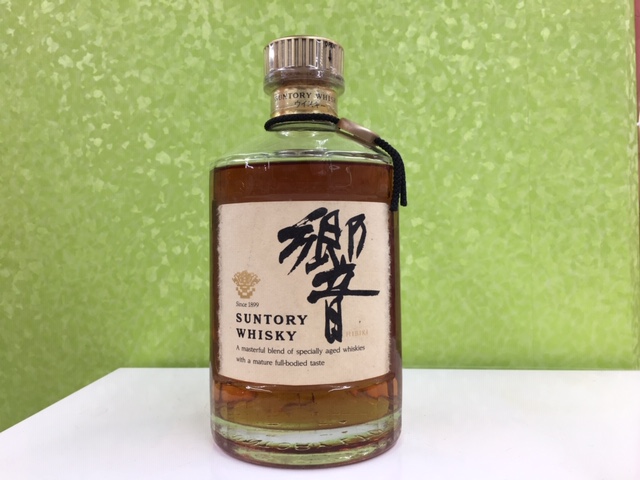 SUNTORY WHISKY
ウイスキー
響
HIBIKI
Since 1899
SUNTORY
WHISKY
A masterful blend of specially aged whiskies
with a mature full-bodied taste